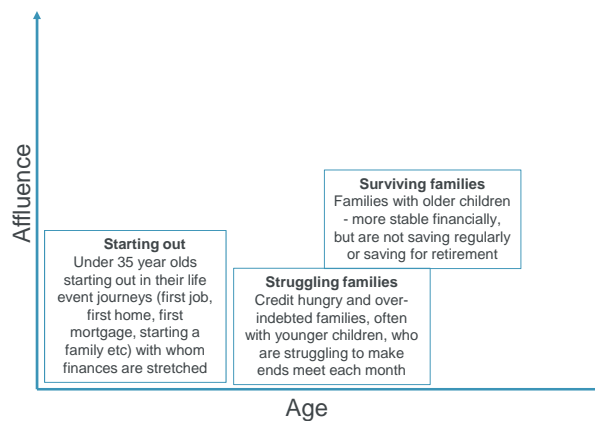 Affluence
Surviving families
Families with older children
- more stable financially,
but are not saving regularly
or saving for retirement
Starting out
Under 35 year olds
starting out in their life
event journeys (first job,
first home, first
mortgage, starting a
family etc) with whom
finances are stretched
Struggling families
Credit hungry and over-
indebted families, often
with younger children, who
are struggling to make
ends meet each month
Age